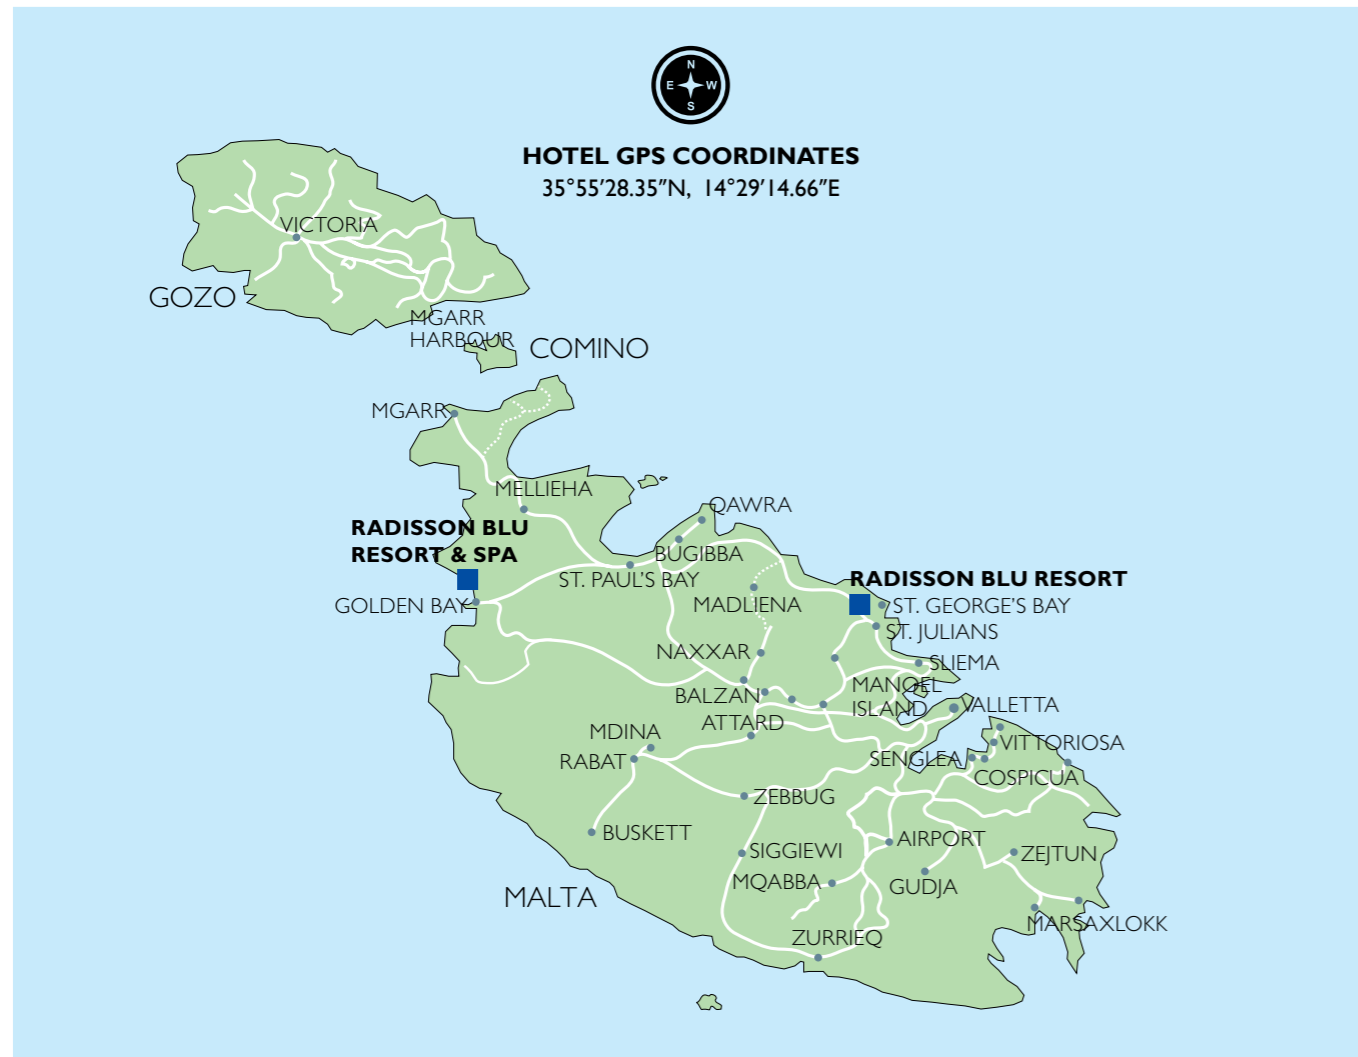 N
E W
S
HOTEL GPS COORDINATES
35°55′28.35″N, 14°29′14.66″E
VICTORIA
GOZO
MGARR
HARBOUR
COMINO
MGARR
MELLIEHA
QAWRA
RADISSON BLU
RESORT & SPA
BUGIBBA
ST. PAUL'S BAY
RADISSON BLU RESORT
GOLDEN BAY
MADLIENA
ST. GEORGE'S BAY
ST. JULIANS
NAXXAR
SLIEMA
BALZAN
MANOEL
ISLAND
VALLETTA
ATTARD
MDINA
RABAT
VITTORIOSA
SENGLEA
COSPICUA
ZEBBUG
BUSKETT
AIRPORT
SIGGIEWI
ZEJTUN
MQABBA
GUDJA
MALTA
MARSAXLOKK
ZURRIEQ